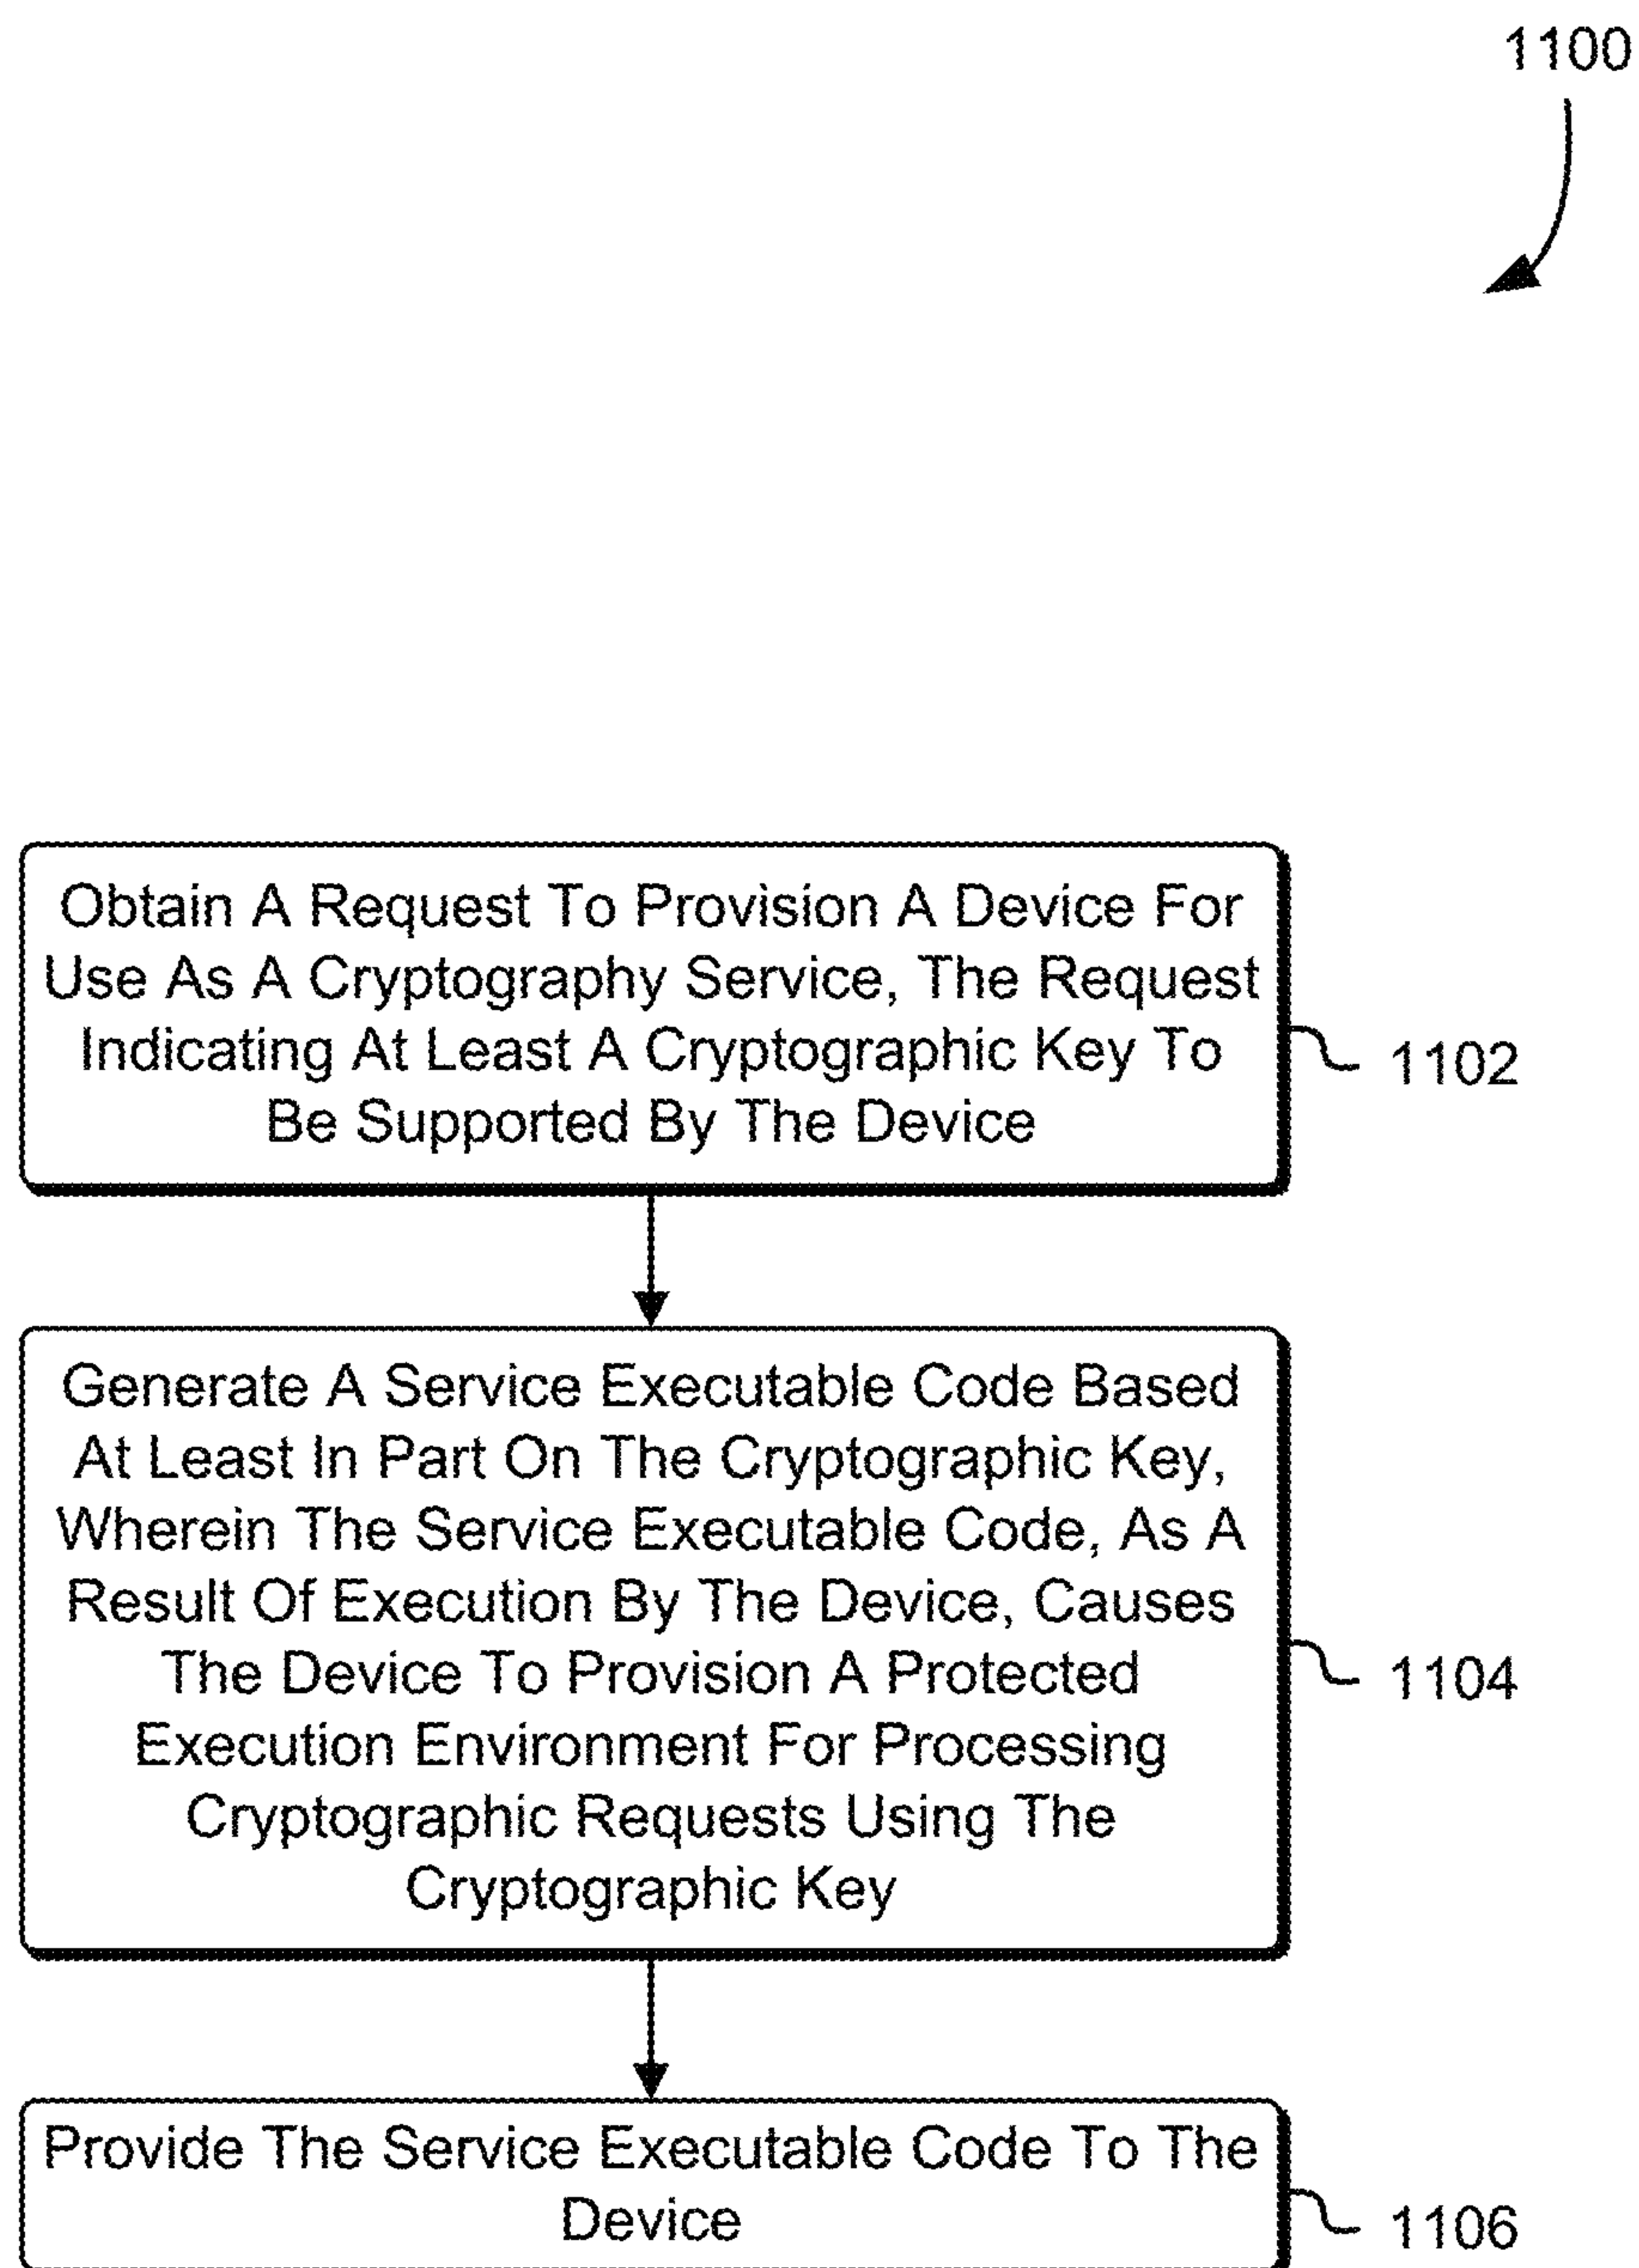 1100
Obtain A Request To Provision A Device For
Use As A Cryptography Service, The Request
Indicating At Least A Cryptographic Key To
Be Supported By The Device
1102
Generate A Service Executable Code Based
At Least In Part On The Cryptographic Key,
Wherein The Service Executable Code, As A
Result Of Execution By The Device, Causes
The Device To Provision A Protected
Execution Environment For Processing
Cryptographic Requests Using The
Cryptographic Key
1104
Provide The Service Executable Code To The
Device
1106